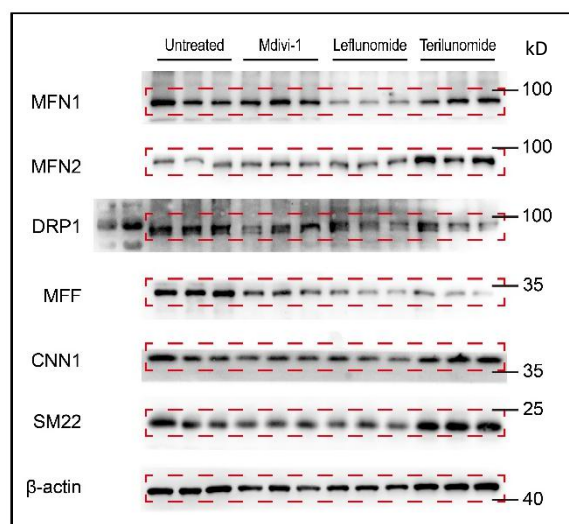 Untreated Mdivi-1 Leflunomide Terilunomide kD
MFN1 100
MFN2 100
DRP1 100
MFF 35
CNN1 35
SM22 25
β-actin 40